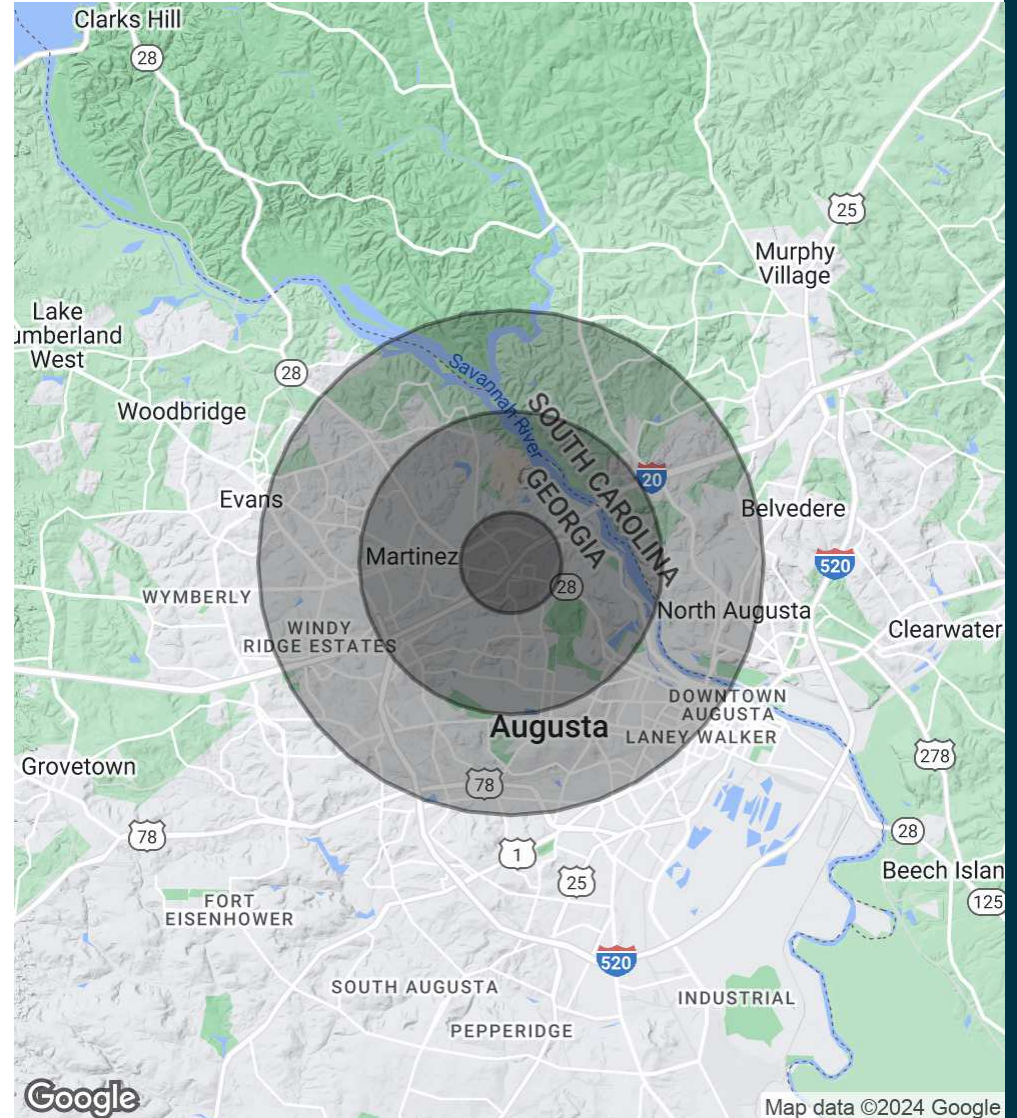 Clarks Hill
28
25
Murphy
Village
Lake
umberland
West
28
Savannah River
Woodbridge
SOUTH CAROLINA
GEORGIA
20
Evans
Belvedere
Martinez
520
28
WYMBERLY
North Augusta
WINDY
RIDGE ESTATES
Clearwater
DOWNTOWN
AUGUSTA
Augusta
LANEY WALKER
Grovetown
278
78
78
28
1
Beech Islan
25
125
FORT
EISENHOWER
520
SOUTH AUGUSTA
INDUSTRIAL
PEPPERIDGE
Google
Map data ©2024 Google